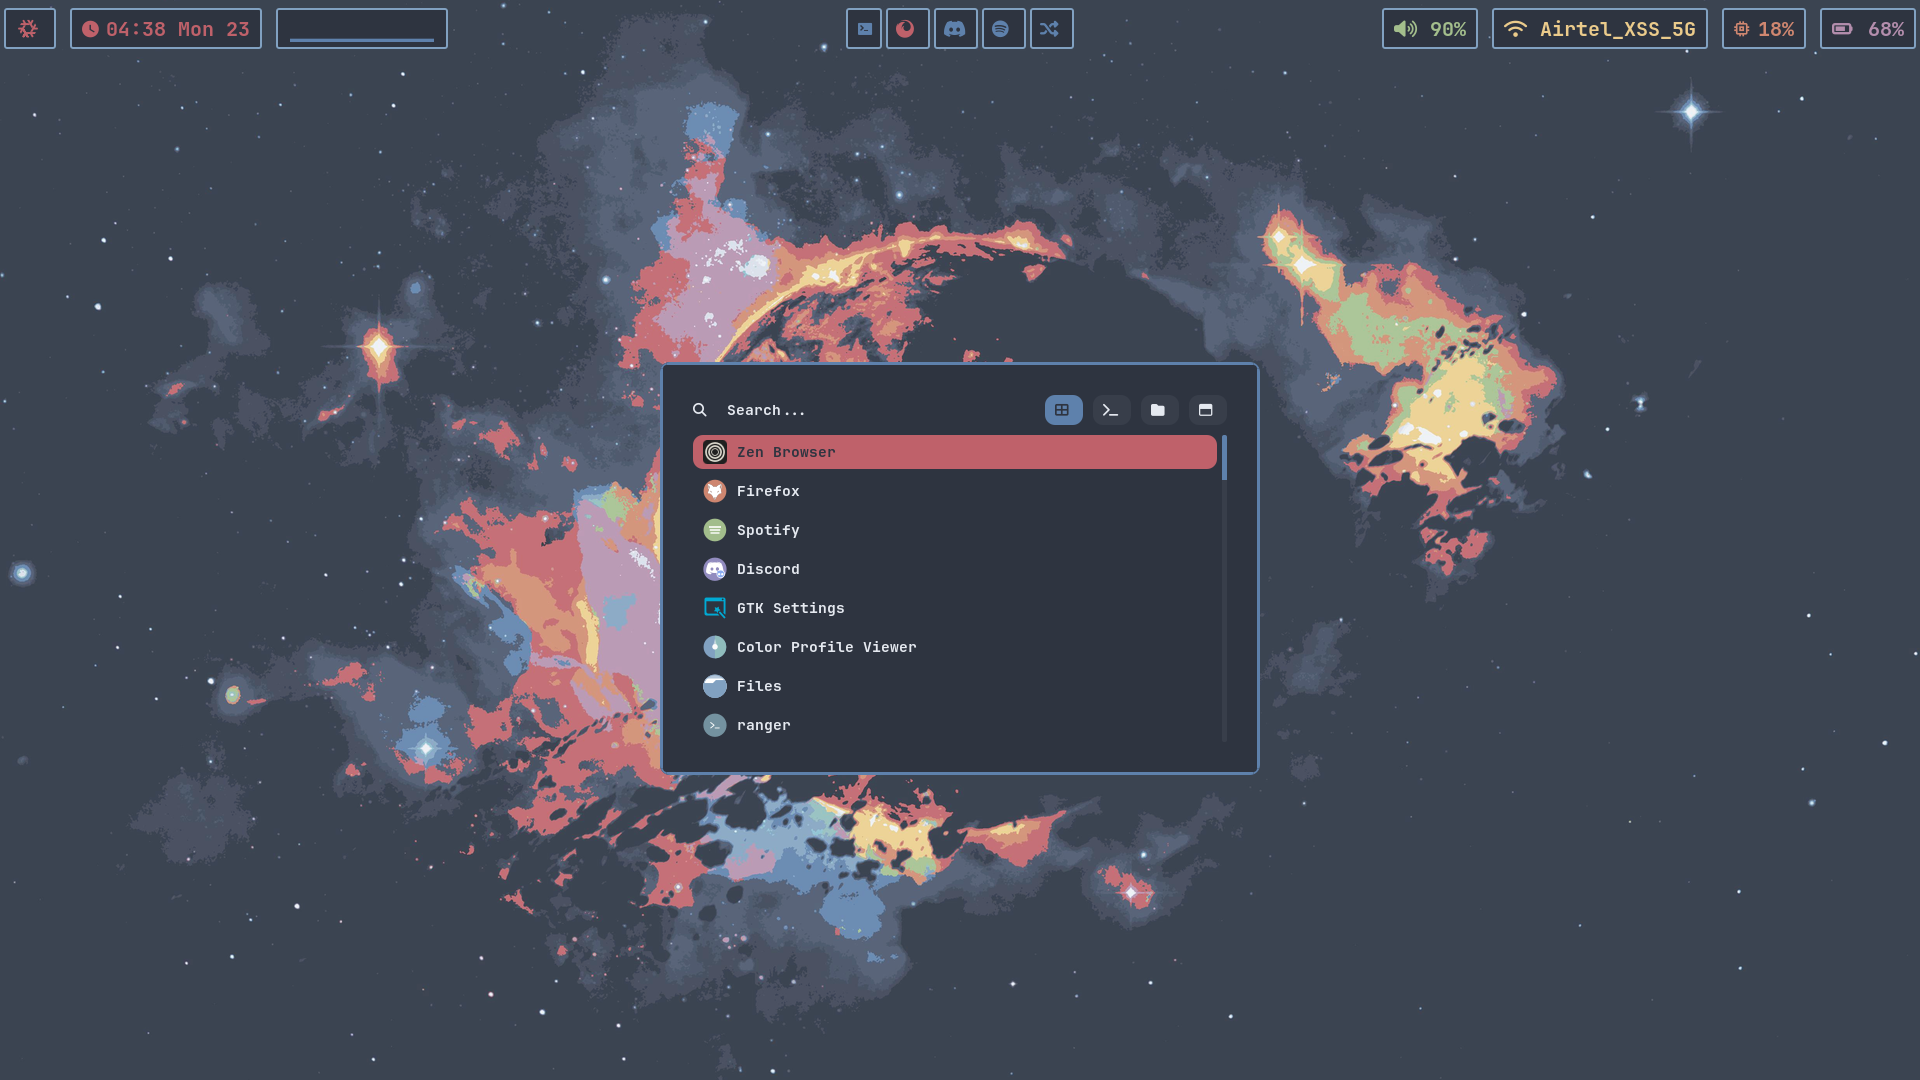 04:38 Mon 23
90%
Airtel_XSS_5G
18%
68%
Search...
Zen Browser
Firefox
Spotify
Discord
GTK Settings
Color Profile Viewer
Files
ranger